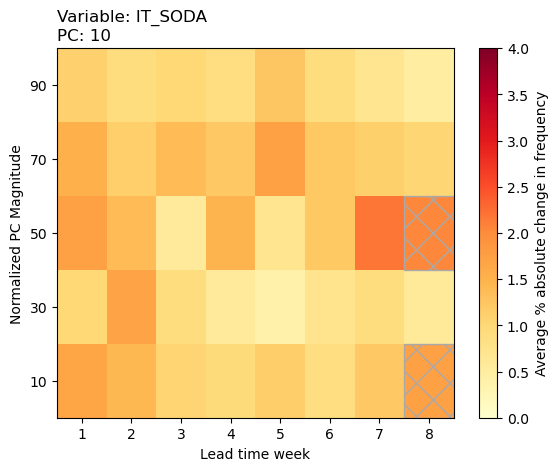 Variable: IT_SODA
PC: 10
90
70
50
30
10
Normalized PC Magnitude
1 2 3 4 5 6 7 8
Lead time week
4.0
3.5
3.0
2.5
2.0
1.5
1.0
0.5
0.0
Average % absolute change in frequency